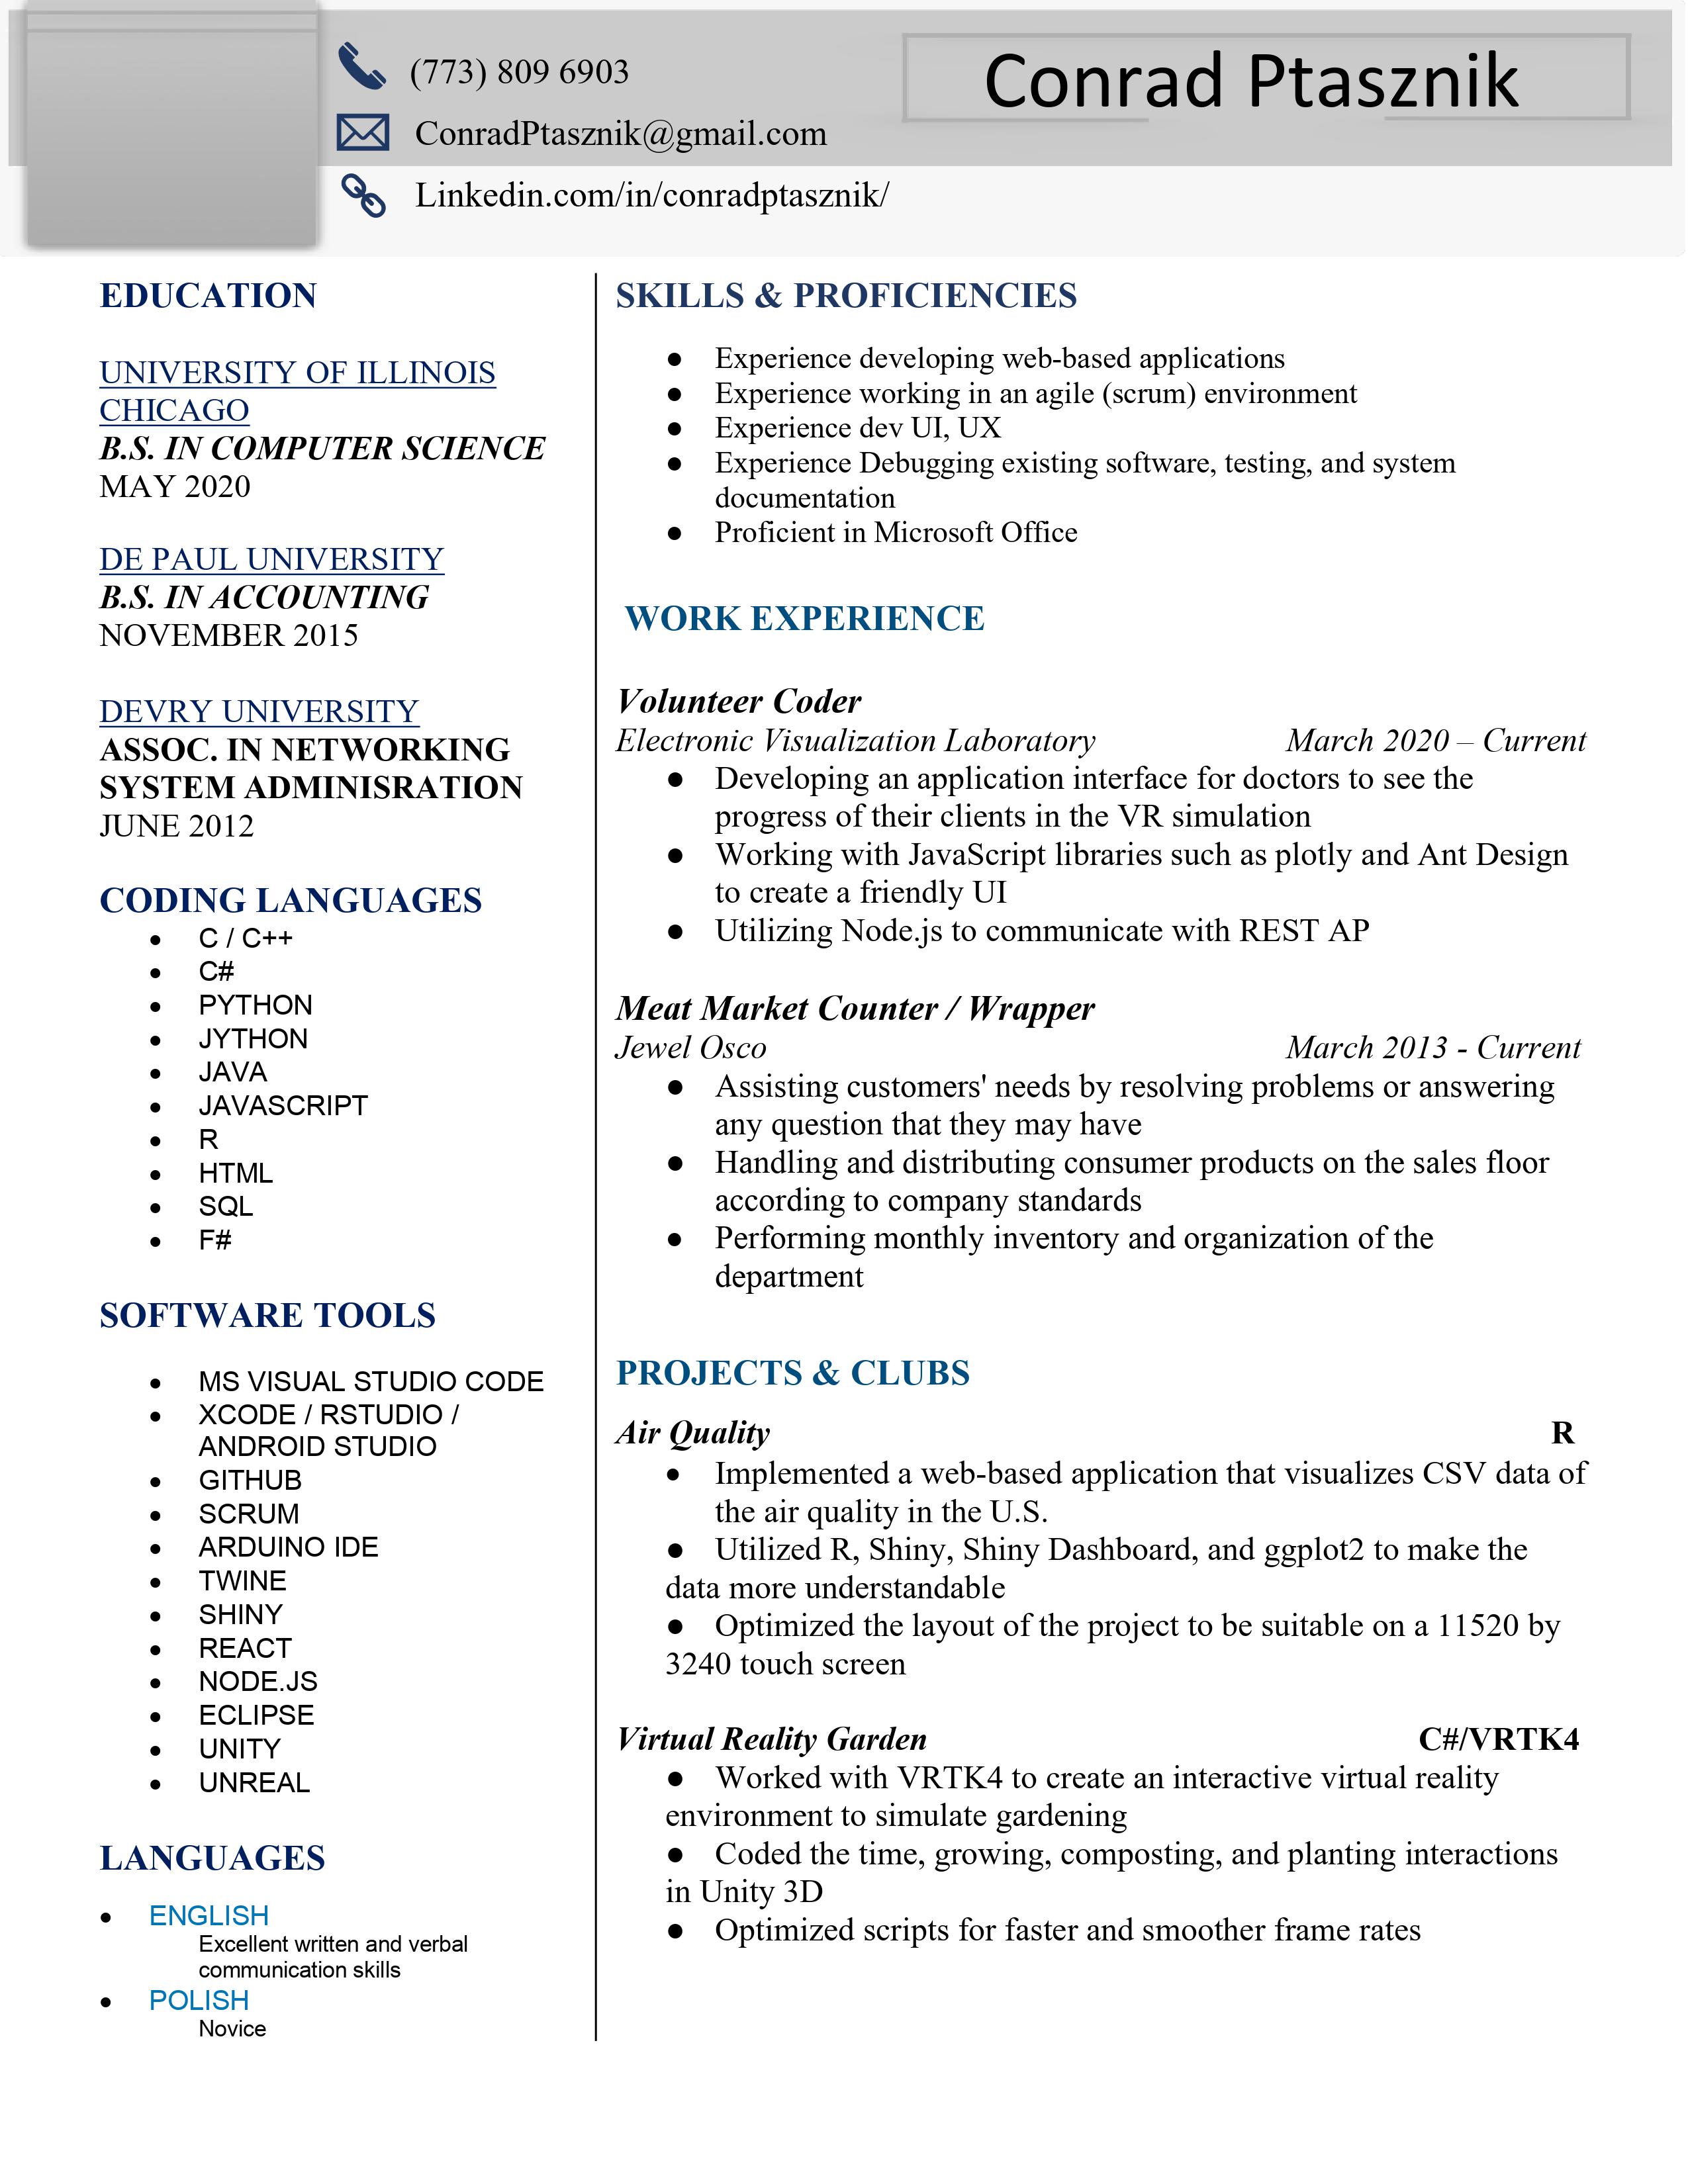 (773) 809 6903
Conrad Ptasznik
ConradPtasznik@gmail.com
Linkedin.com/in/conradptasznik/
EDUCATION
UNIVERSITY OF ILLINOIS
CHICAGO
B.S. IN COMPUTER SCIENCE
MAY 2020
DE PAUL UNIVERSITY
B.S. IN ACCOUNTING
NOVEMBER 2015
DEVRY UNIVERSITY
ASSOC. IN NETWORKING
SYSTEM ADMINISRATION
JUNE 2012
CODING LANGUAGES
• C / C++
• C#
• PYTHON
• JYTHON
• JAVA
• JAVASCRIPT
• R
• HTML
• SQL
• F#
SOFTWARE TOOLS
• MS VISUAL STUDIO CODE
• XCODE / RSTUDIO /
ANDROID STUDIO
• GITHUB
• SCRUM
• ARDUINO IDE
• TWINE
• SHINY
• REACT
• NODE.JS
• ECLIPSE
• UNITY
• UNREAL
LANGUAGES
• ENGLISH
Excellent written and verbal
communication skills
• POLISH
Novice
SKILLS & PROFICIENCIES
● Experience developing web-based applications
● Experience working in an agile (scrum) environment
● Experience dev UI, UX
● Experience Debugging existing software, testing, and system
documentation
● Proficient in Microsoft Office
WORK EXPERIENCE
Volunteer Coder
Electronic Visualization Laboratory March 2020 – Current
● Developing an application interface for doctors to see the
progress of their clients in the VR simulation
● Working with JavaScript libraries such as plotly and Ant Design
to create a friendly UI
● Utilizing Node.js to communicate with REST AP
Meat Market Counter / Wrapper
Jewel Osco March 2013 - Current
● Assisting customers' needs by resolving problems or answering
any question that they may have
● Handling and distributing consumer products on the sales floor
according to company standards
● Performing monthly inventory and organization of the
department
PROJECTS & CLUBS
Air Quality R
• Implemented a web-based application that visualizes CSV data of
the air quality in the U.S.
● Utilized R, Shiny, Shiny Dashboard, and ggplot2 to make the
data more understandable
● Optimized the layout of the project to be suitable on a 11520 by
3240 touch screen
Virtual Reality Garden C#/VRTK4
● Worked with VRTK4 to create an interactive virtual reality
environment to simulate gardening
● Coded the time, growing, composting, and planting interactions
in Unity 3D
● Optimized scripts for faster and smoother frame rates